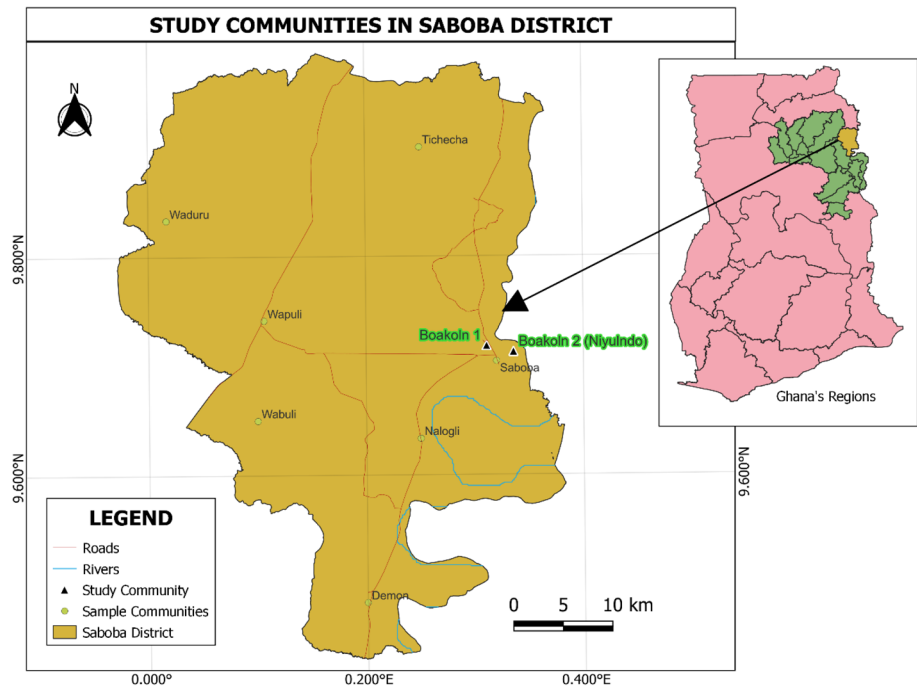 STUDY COMMUNITIES IN SABOBA DISTRICT
N
Tichecha
Waduru
9.800°N
Wapuli
Boakoln 1
Boakoln 2 (Niyulndo)
Saboba
Ghana's Regions
Wabuli
Nalogli
9.600°N
9.600°N
LEGEND
Roads
Rivers
Study Community
Sample Communities
Saboba District
Demon
0 5 10 km
0.000° 0.200°E 0.400°E